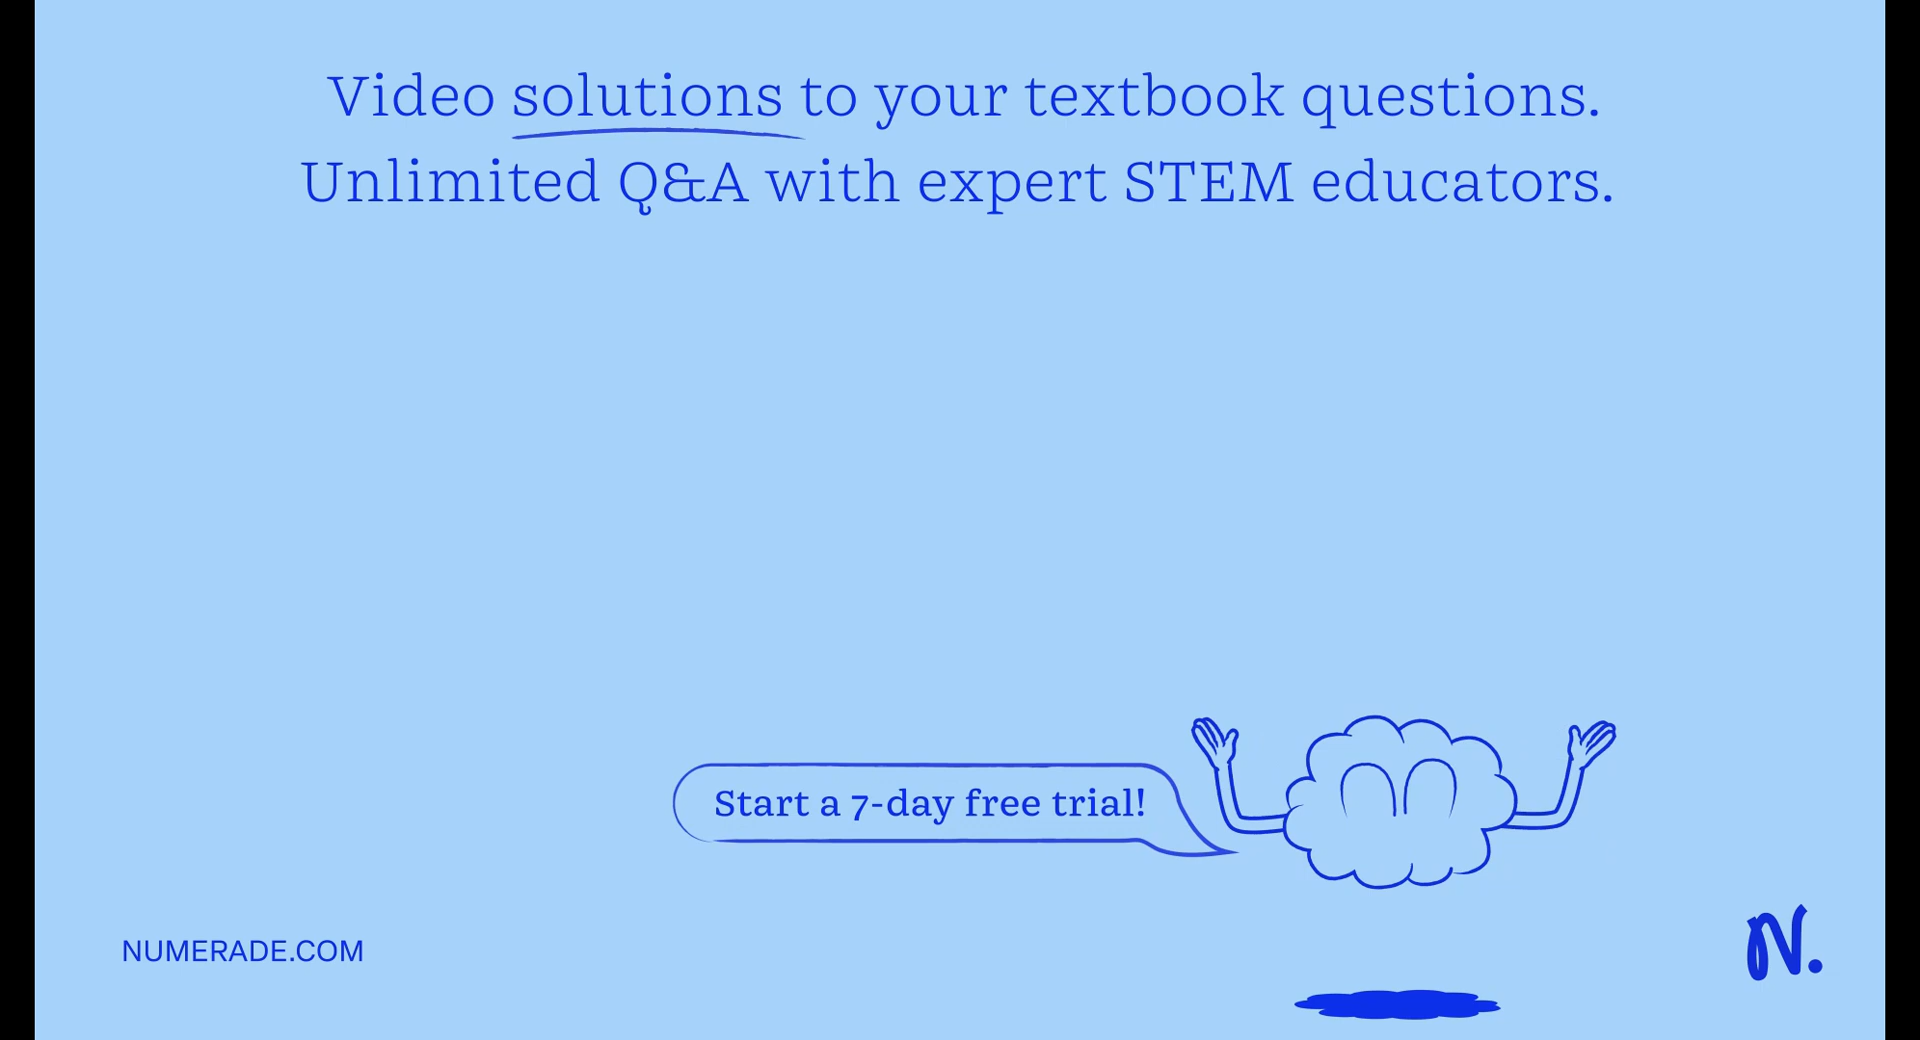 Video solutions to your textbook questions.
Unlimited Q&A with expert STEM educators.
Start a 7-day free trial!
NUMERADE.COM
N.